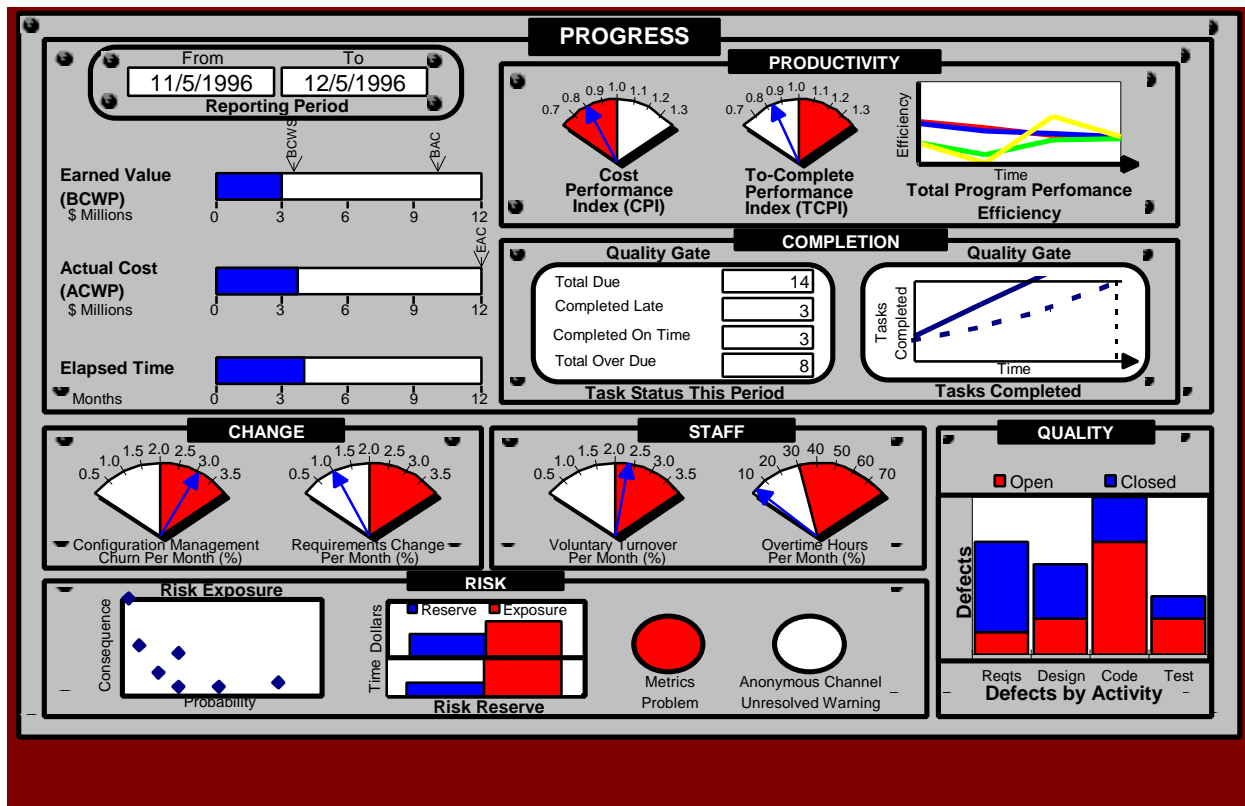 PROGRESS
From To
11/5/1996 12/5/1996
Reporting Period
BCWS
BAC
Earned Value
(BCWP)
$ Millions
0 3 6 9 12
EAC
Actual Cost
(ACWP)
$ Millions
0 3 6 9 12
Elapsed Time
Months
0 3 6 9 12
PRODUCTIVITY
0.7 0.8 0.9 1.0 1.1 1.2 1.3
Cost
Performance
Index (CPI)
0.7 0.8 0.9 1.0 1.1 1.2 1.3
To-Complete
Performance
Index (TCPI)
Efficiency
Time
Total Program Perfomance
Efficiency
COMPLETION
Quality Gate
Total Due 14
Completed Late 3
Completed On Time 3
Total Over Due 8
Task Status This Period
Quality Gate
Tasks
Completed
Time
Tasks Completed
CHANGE
0.5 1.0 1.5 2.0 2.5 3.0 3.5
Configuration Management
Churn Per Month (%)
0.5 1.0 1.5 2.0 2.5 3.0 3.5
Requirements Change
Per Month (%)
STAFF
0.5 1.0 1.5 2.0 2.5 3.0 3.5
Voluntary Turnover
Per Month (%)
10 20 30 40 50 60 70
Overtime Hours
Per Month (%)
QUALITY
Open Closed
Defects
Reqts Design Code Test
Defects by Activity
RISK
Risk Exposure
Consequence
Probability
Reserve Exposure
Dollars
Time
Risk Reserve
Metrics
Problem
Anonymous Channel
Unresolved Warning